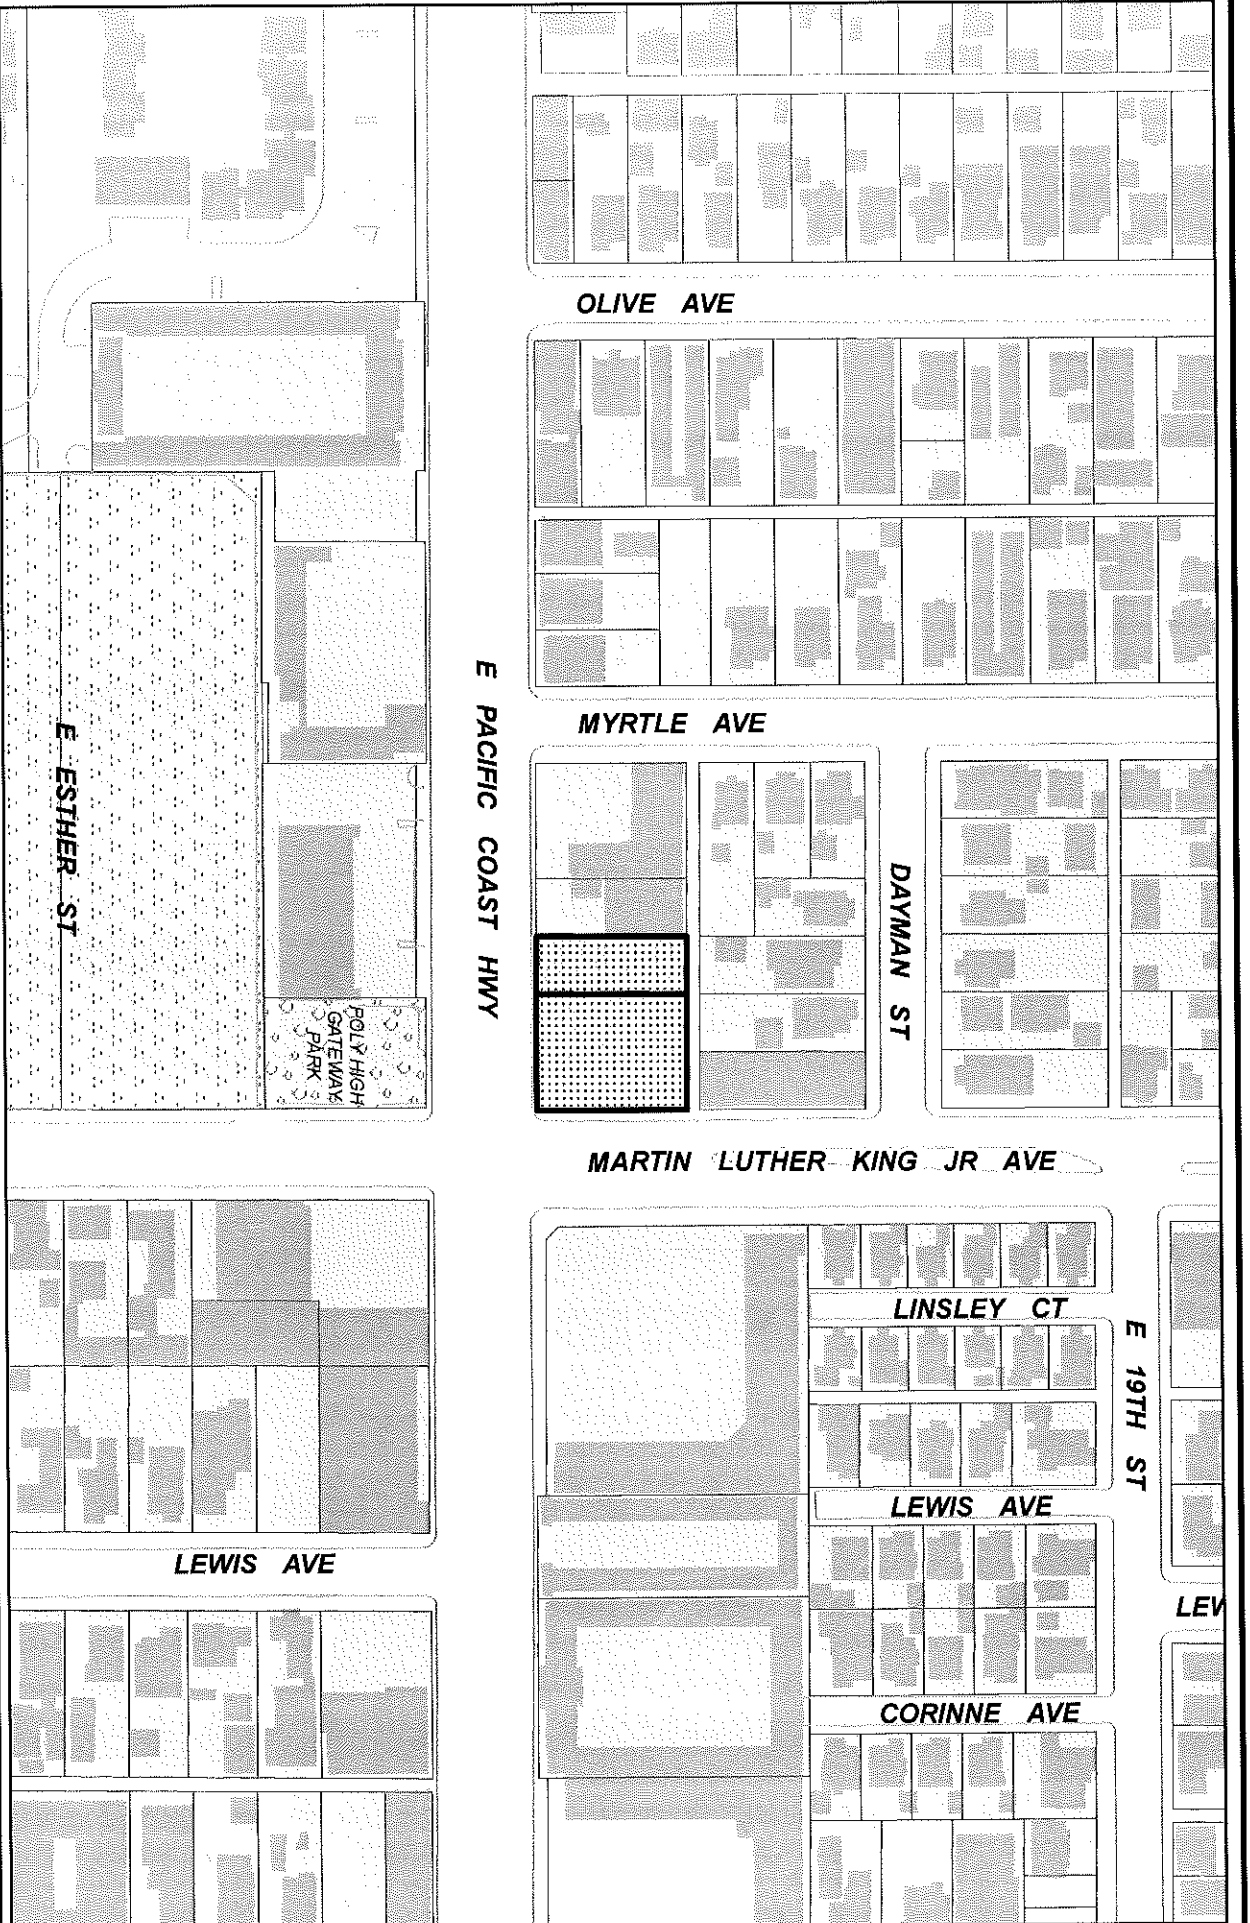 OLIVE AVE
E PACIFIC COAST HWY
MYRTLE AVE
E ESTHER ST
DAYMAN ST
POLY HIGH
GATEWAY
PARK
MARTIN LUTHER KING JR AVE
LINSLEY CT
E 19TH ST
LEWIS AVE
LEWIS AVE
LEW
CORINNE AVE